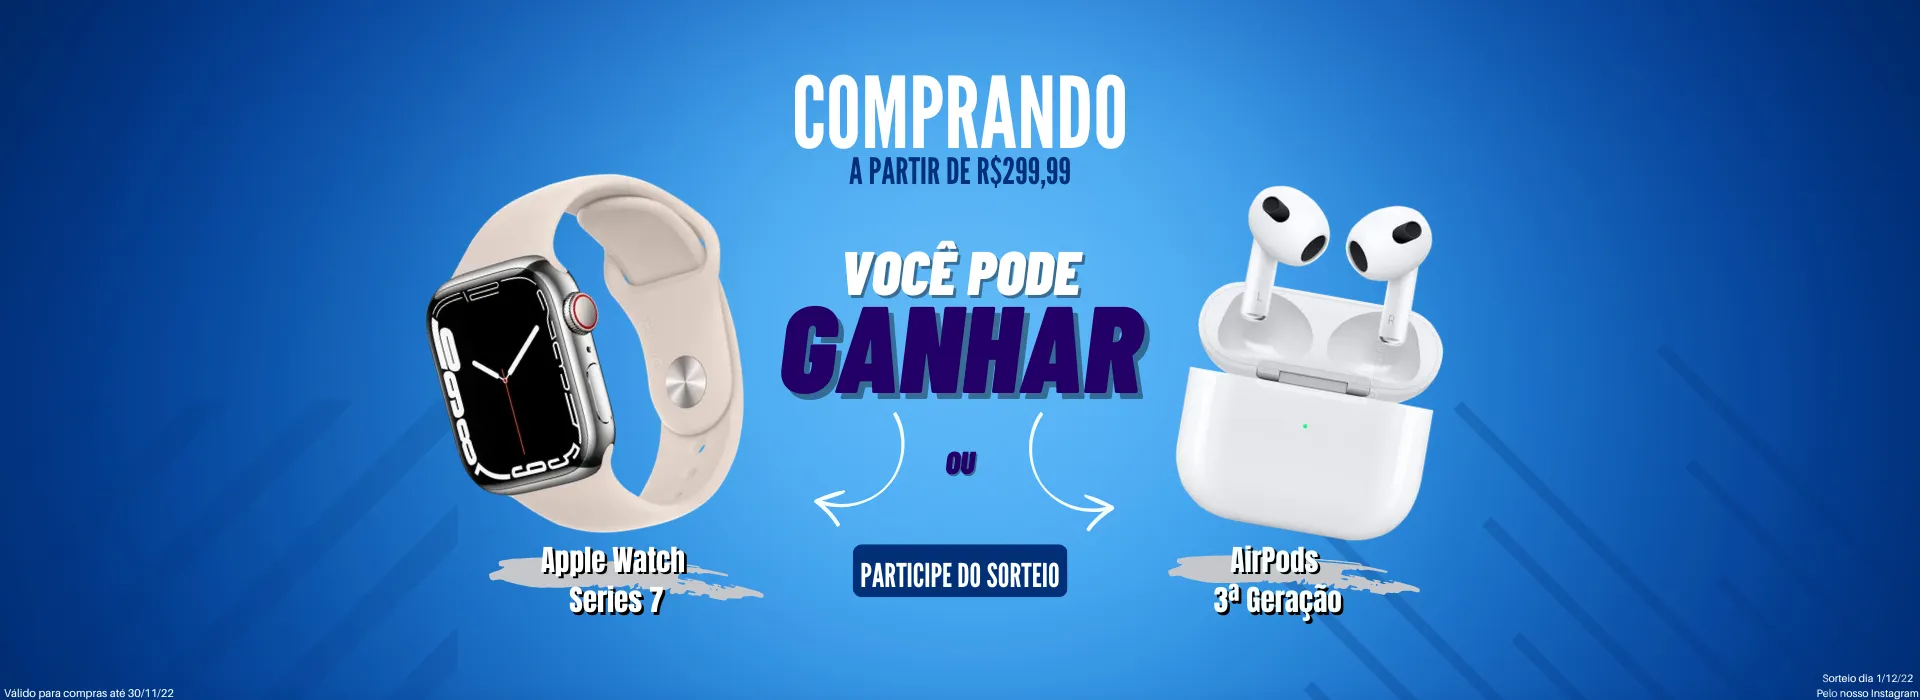 COMPRANDO
A PARTIR DE R$299,99
VOCÊ PODE
GANHAR
OU
PARTICIPE DO SORTEIO
Apple Watch
Series 7
AirPods
3ª Geração
Válido para compras até 30/11/22
Sorteio dia 1/12/22
Pelo nosso Instagram